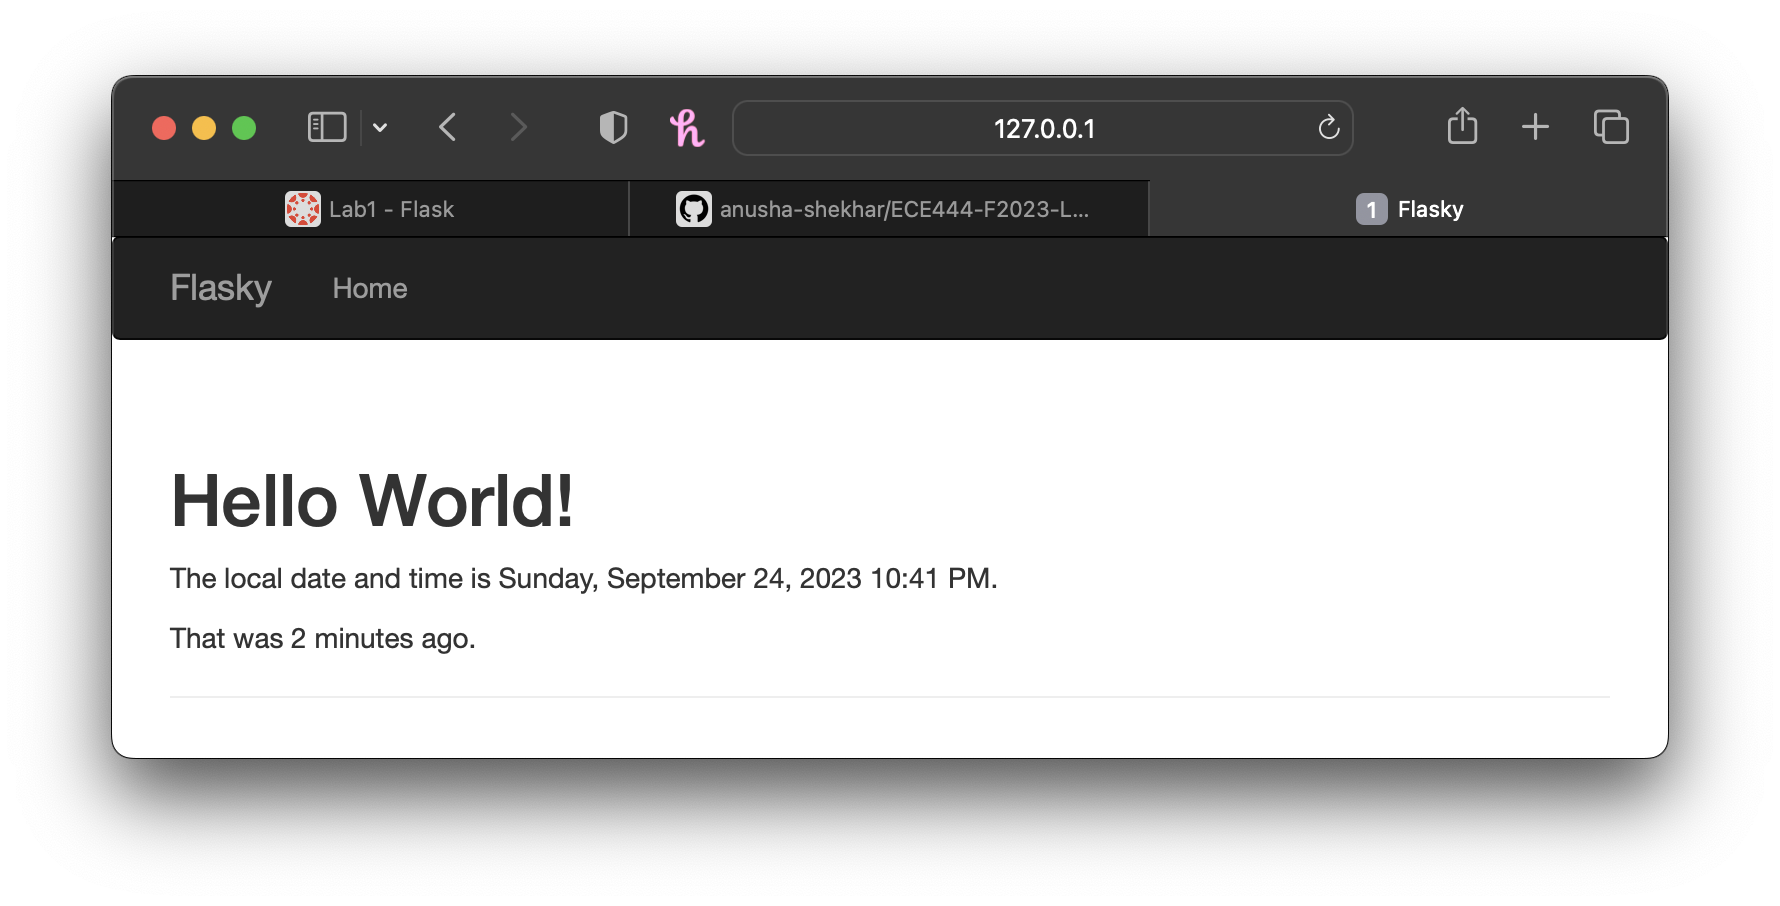 127.0.0.1
Lab1 - Flask
anusha-shekhar/ECE444-F2023-L...
1 Flasky
Flasky Home
Hello World!
The local date and time is Sunday, September 24, 2023 10:41 PM.
That was 2 minutes ago.